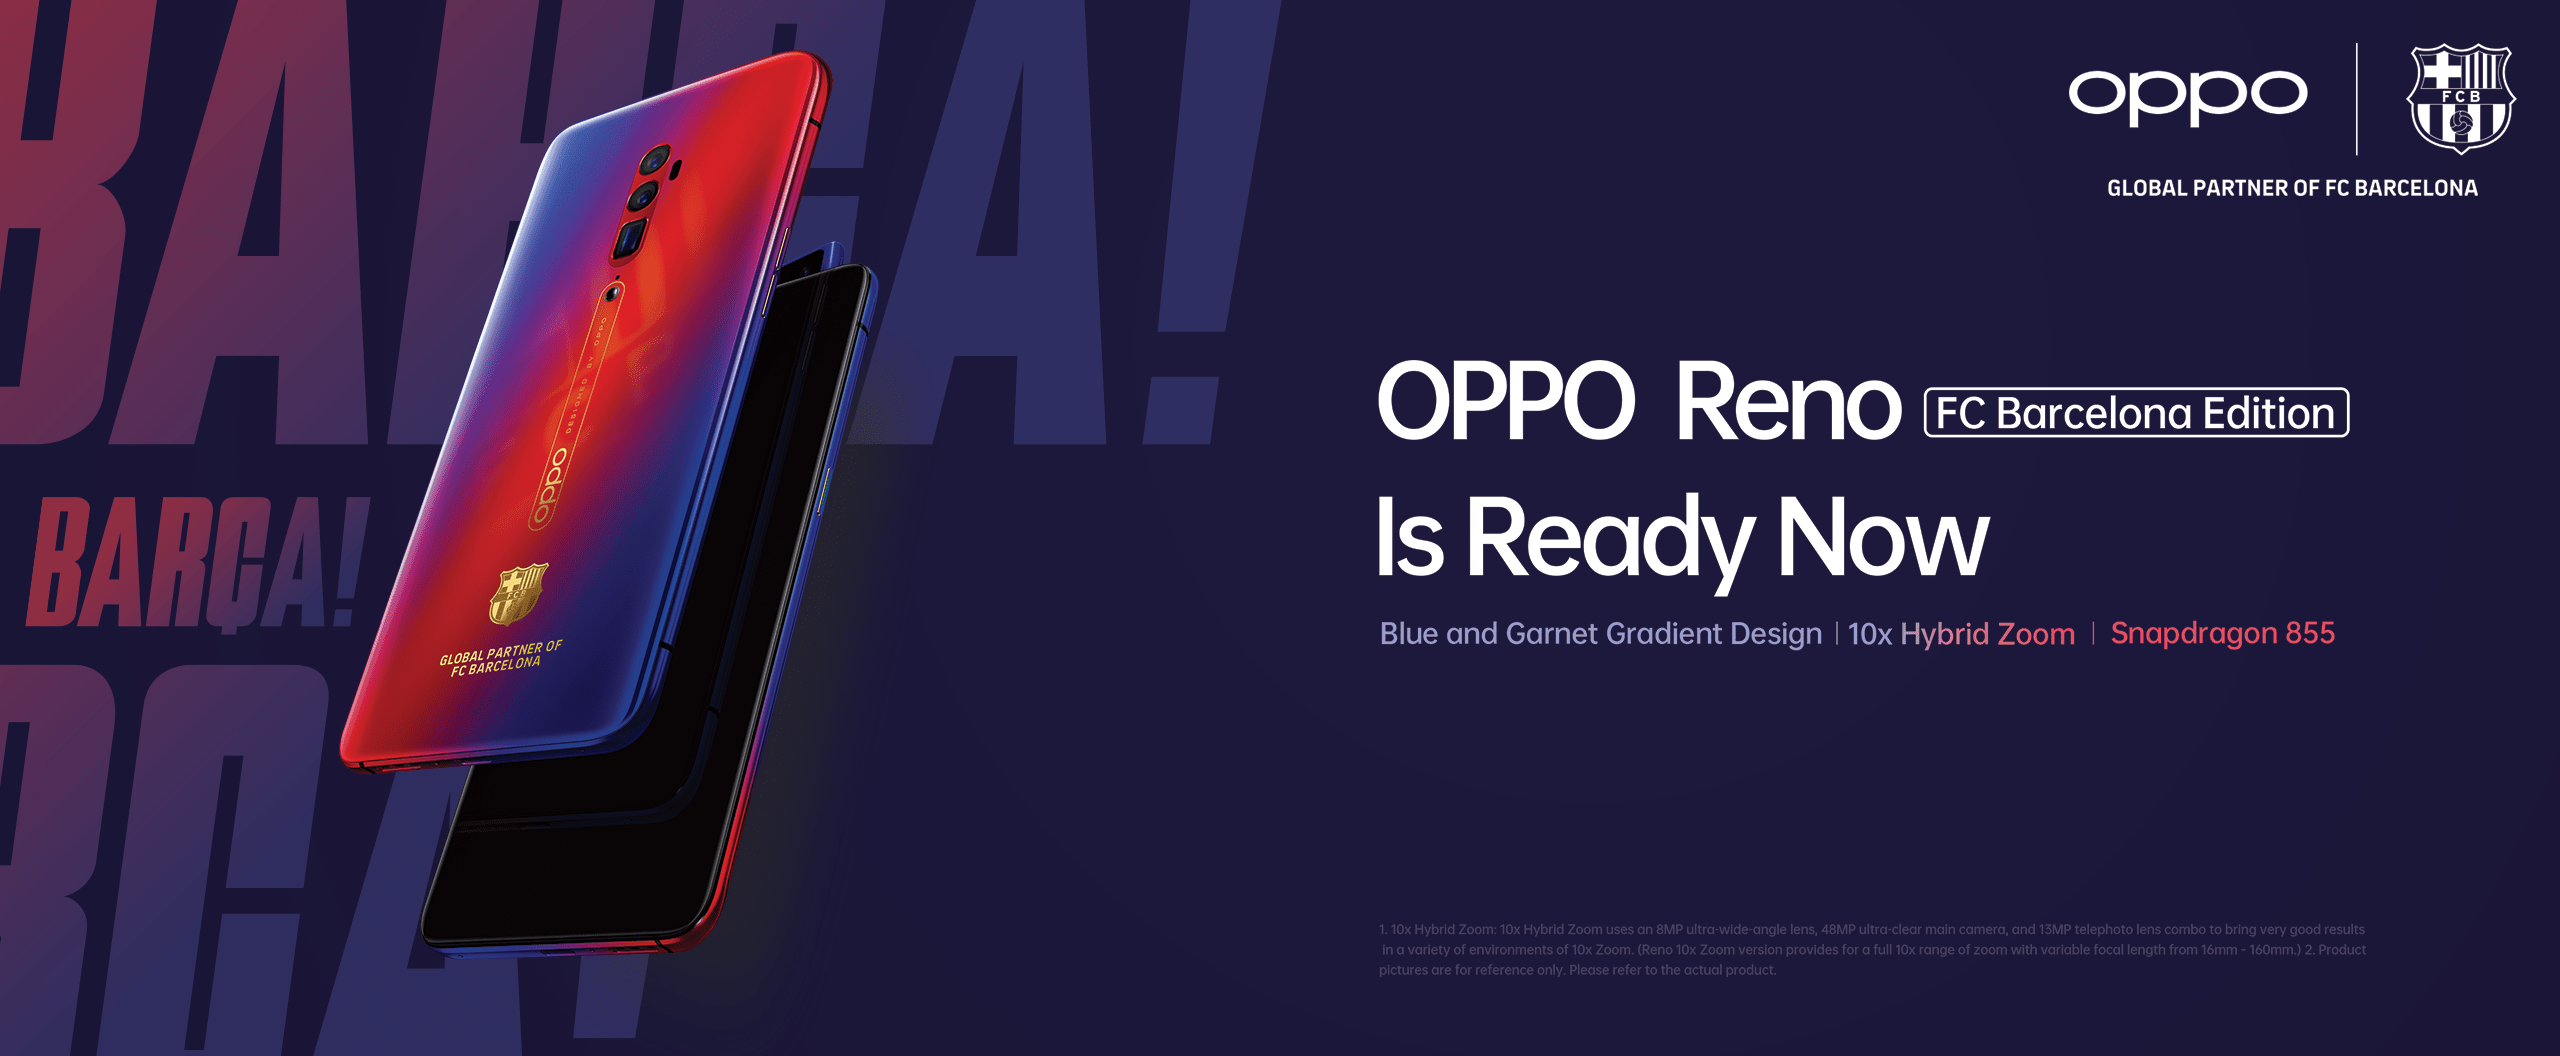 BARÇA!
oppo
FCB
GLOBAL PARTNER OF FC BARCELONA
DESIGNED BY OPPO
oppo
FCB
GLOBAL PARTNER OF
FC BARCELONA
BARÇA!
BARÇA!
OPPO Reno FC Barcelona Edition
Is Ready Now
Blue and Garnet Gradient Design | 10x Hybrid Zoom | Snapdragon 855
1. 10x Hybrid Zoom: 10x Hybrid Zoom uses an 8MP ultra-wide-angle lens, 48MP ultra-clear main camera, and 13MP telephoto lens combo to bring very good results
in a variety of environments of 10x Zoom. (Reno 10x Zoom version provides for a full 10x range of zoom with variable focal length from 16mm - 160mm.) 2. Product
pictures are for reference only. Please refer to the actual product.